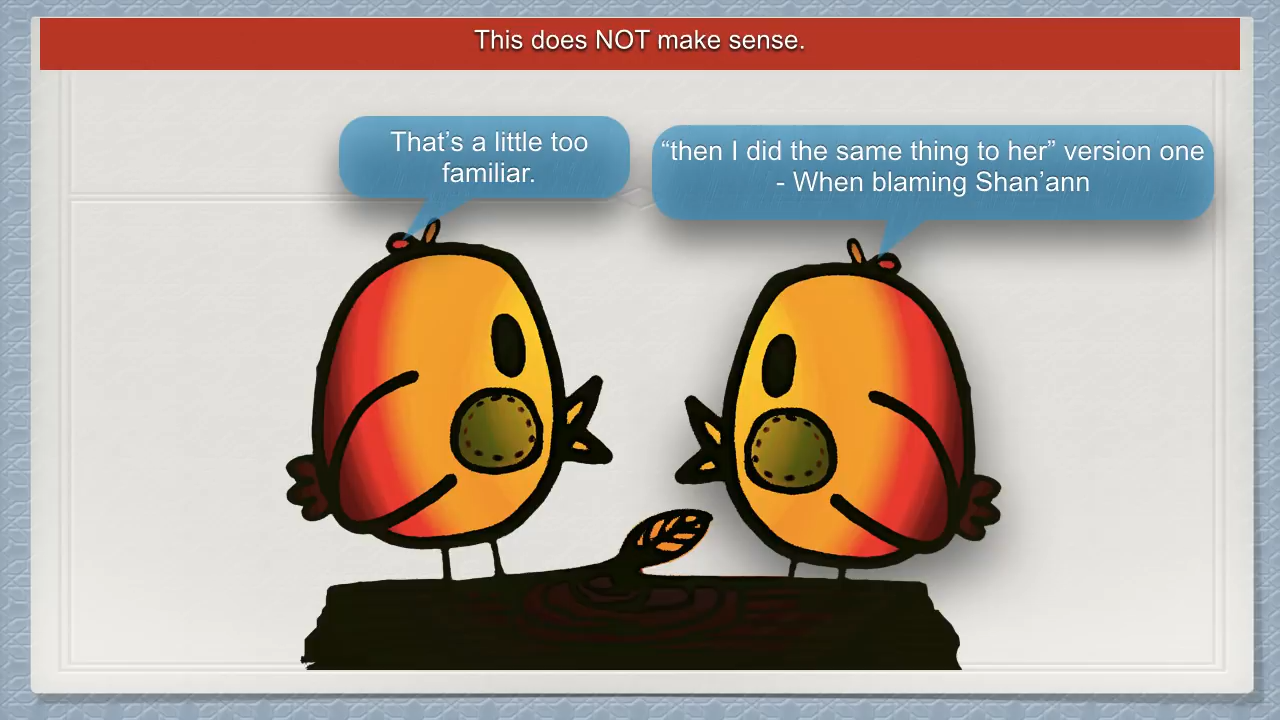 This does NOT make sense.
That’s a little too
familiar.
“then I did the same thing to her” version one
- When blaming Shan’ann